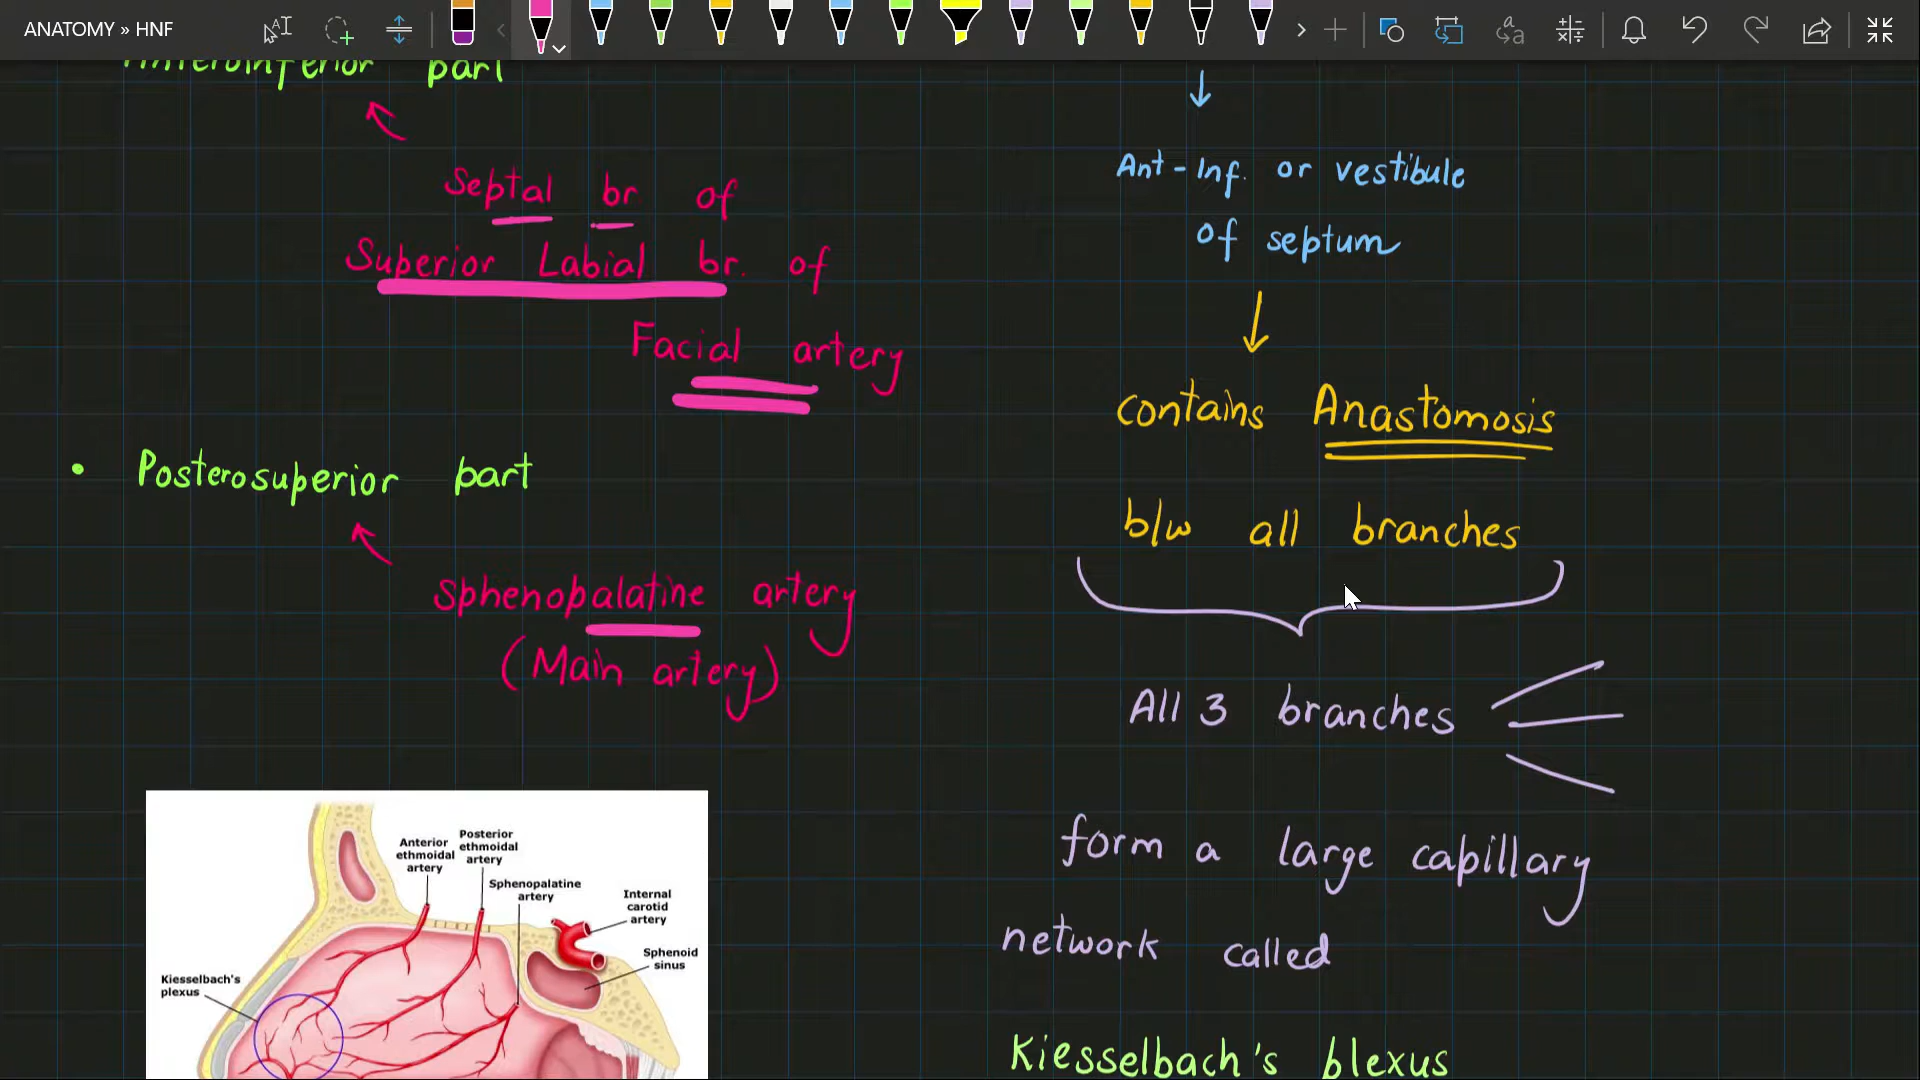 ANATOMY » HNF
Anteroinferior part
Septal br of
Superior Labial br. of
Facial artery
• Posterosuperior part
Sphenopalatine artery
(Main artery)
Anterior
ethmoidal
artery
Posterior
ethmoidal
artery
Sphenopalatine
artery
Internal
carotid
artery
Sphenoid
sinus
Kiesselbach's
plexus
Ant-Inf. or vestibule
of septum
contains Anastomosis
b/w all branches
All 3 branches
form a large capillary
network called
Kiesselbach's plexus